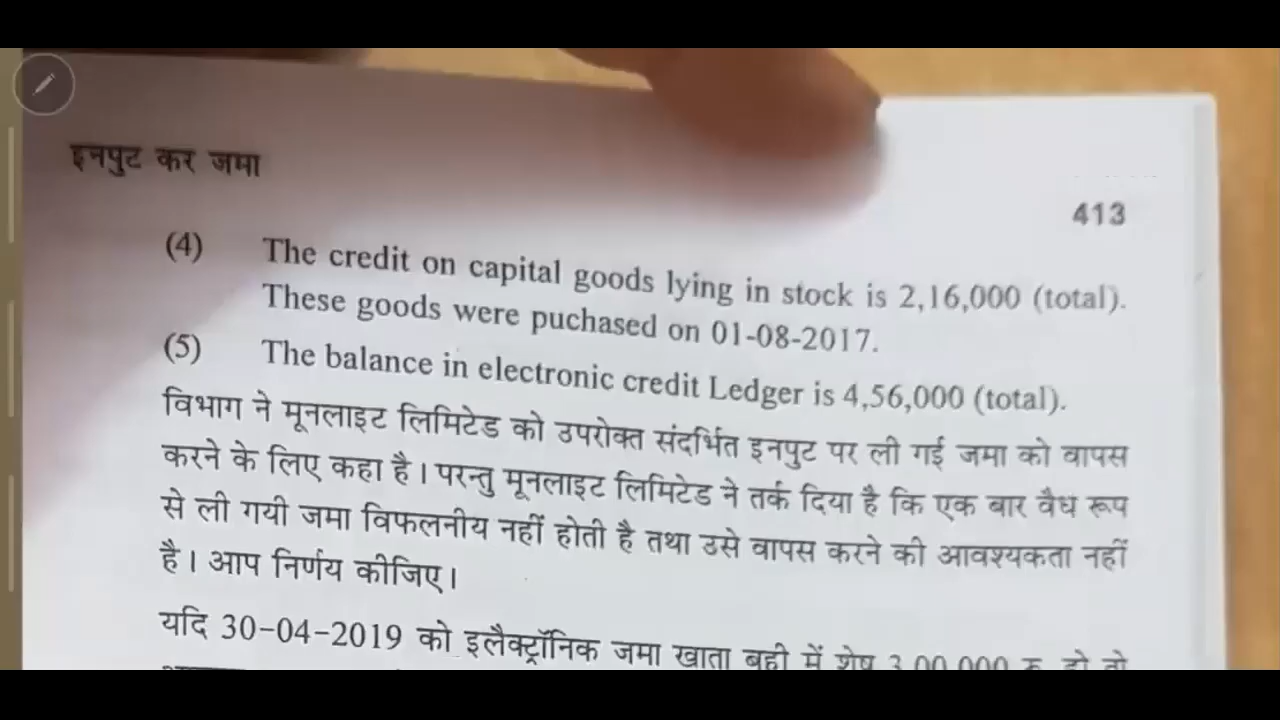 इनपुट कर जमा
413
(4) The credit on capital goods lying in stock is 2,16,000 (total).
These goods were puchased on 01-08-2017.
(5) The balance in electronic credit Ledger is 4,56,000 (total).
विभाग ने मूनलाइट लिमिटेड को उपरोक्त संदर्भित इनपुट पर ली गई जमा को वापस
करने के लिए कहा है। परन्तु मूनलाइट लिमिटेड ने तर्क दिया है कि एक बार वैध रूप
से ली गयी जमा विफलनीय नहीं होती है तथा उसे वापस करने की आवश्यकता नहीं
है। आप निर्णय कीजिए।
यदि 30-04-2019 को इलैक्ट्रॉनिक जमा खाता बही में शेष 3,00,000 रु. हो तो